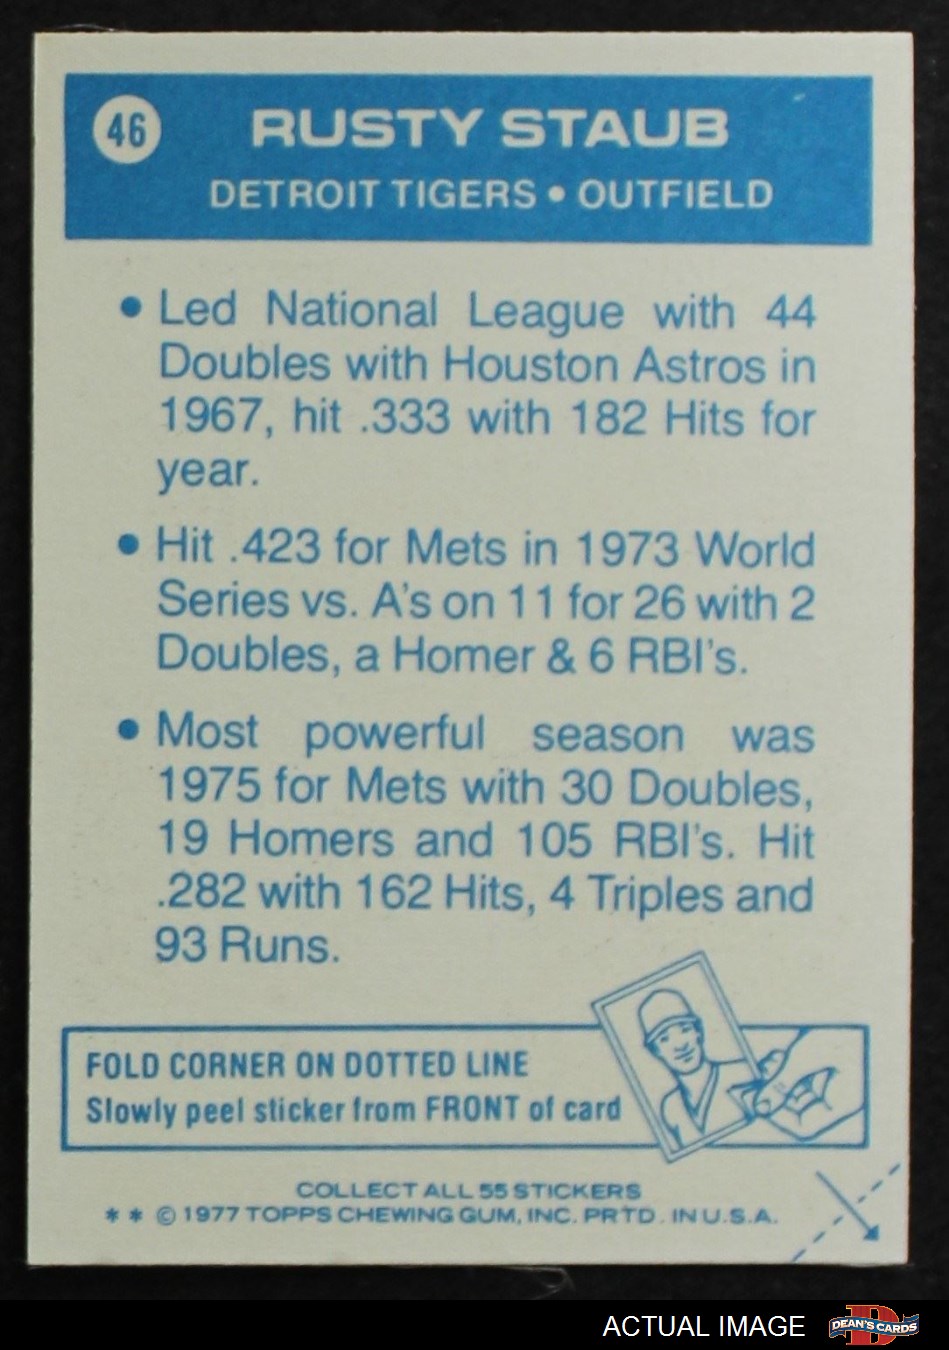 46
RUSTY STAUB
DETROIT TIGERS • OUTFIELD
• Led National League with 44
Doubles with Houston Astros in
1967, hit .333 with 182 Hits for
year.
• Hit .423 for Mets in 1973 World
Series vs. A's on 11 for 26 with 2
Doubles, a Homer & 6 RBI's.
• Most powerful season was
1975 for Mets with 30 Doubles,
19 Homers and 105 RBI's. Hit
.282 with 162 Hits, 4 Triples and
93 Runs.
FOLD CORNER ON DOTTED LINE
Slowly peel sticker from FRONT of card
COLLECT ALL 55 STICKERS
* * © 1977 TOPPS CHEWING GUM, INC. PRTD. IN U.S.A.
ACTUAL IMAGE
D
DEAN'S CARDS